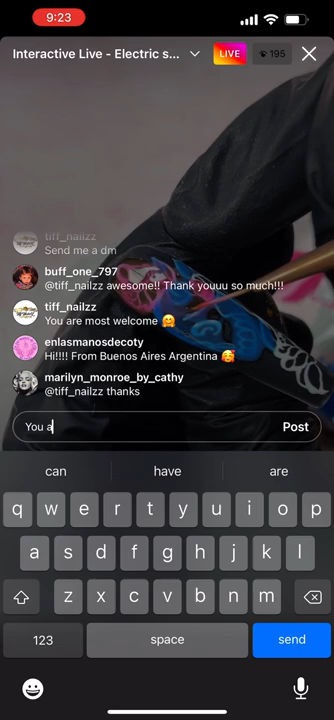 9:23
Interactive Live - Electric s...
LIVE
195
tiff_nailzz
Send me a dm
buff_one_797
@tiff_nailzz awesome!! Thank youuu so much!!!
tiff_nailzz
You are most welcome 🤗
enlasmanosdecoty
Hi!!!! From Buenos Aires Argentina 🥰
marilyn_monroe_by_cathy
@tiff_nailzz thanks
You a
Post
can have are
q w e r t y u i o p
a s d f g h j k l
z x c v b n m
123 space send